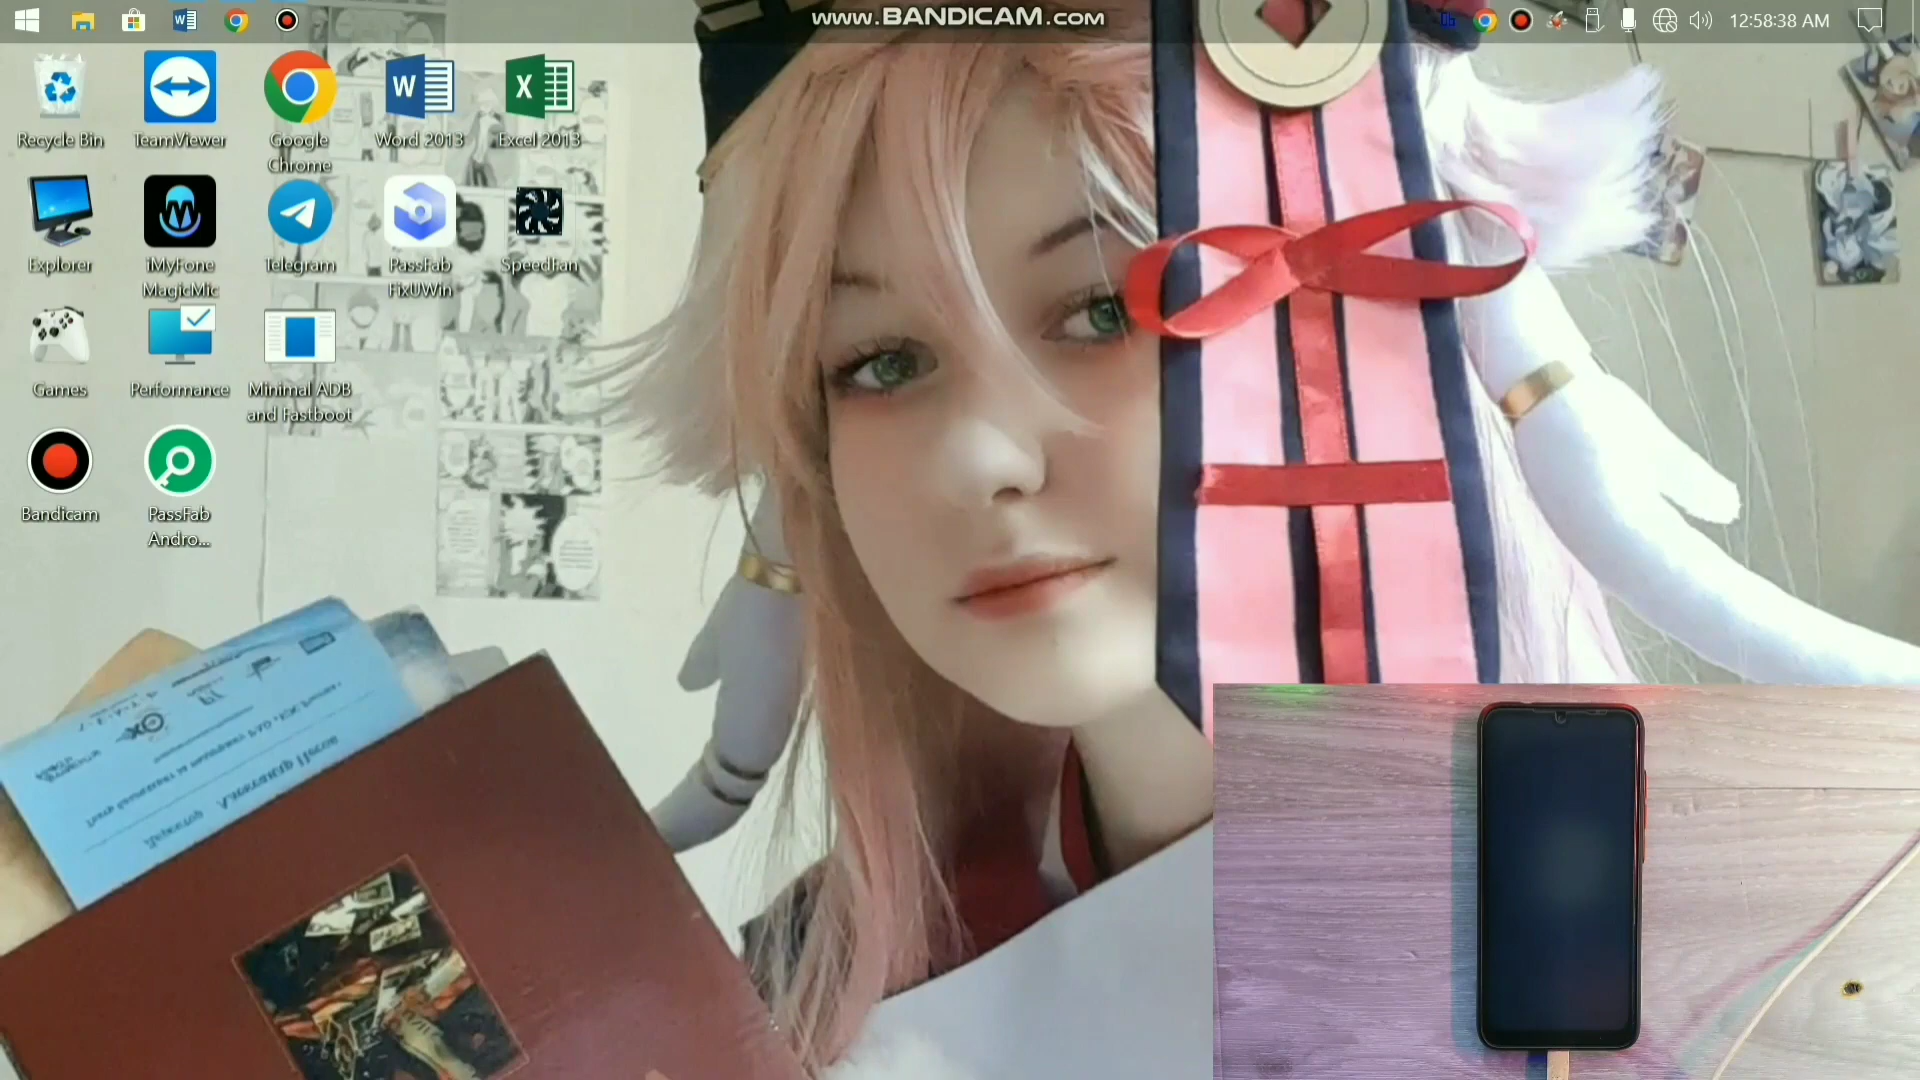 www.BANDICAM.com
12:58:38 AM
Recycle Bin
TeamViewer
Google
Chrome
Word 2013
Excel 2013
Explorer
iMyFone
MagicMic
Telegram
PassFab
FixUWin
SpeedFan
Games
Performance
Minimal ADB
and Fastboot
Bandicam
PassFab
Andro...